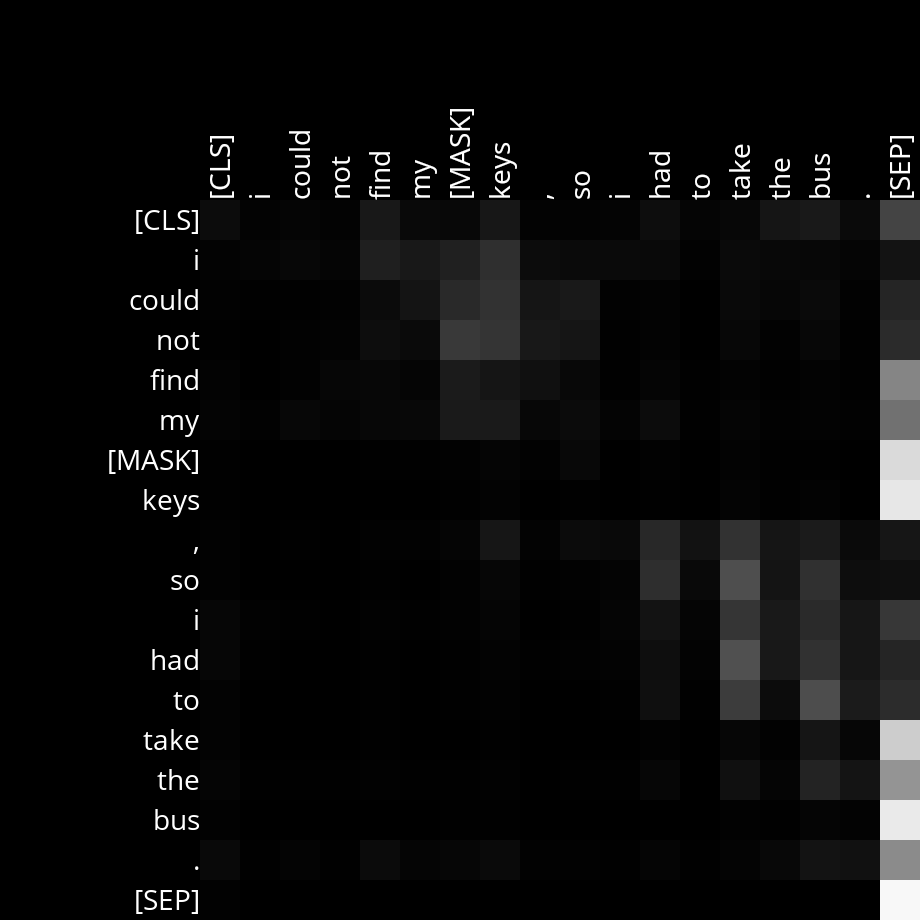 [CLS] i could not find my [MASK] keys , so i had to take the bus . [SEP]
[CLS]
i
could
not
find
my
[MASK]
keys
,
so
i
had
to
take
the
bus
.
[SEP]